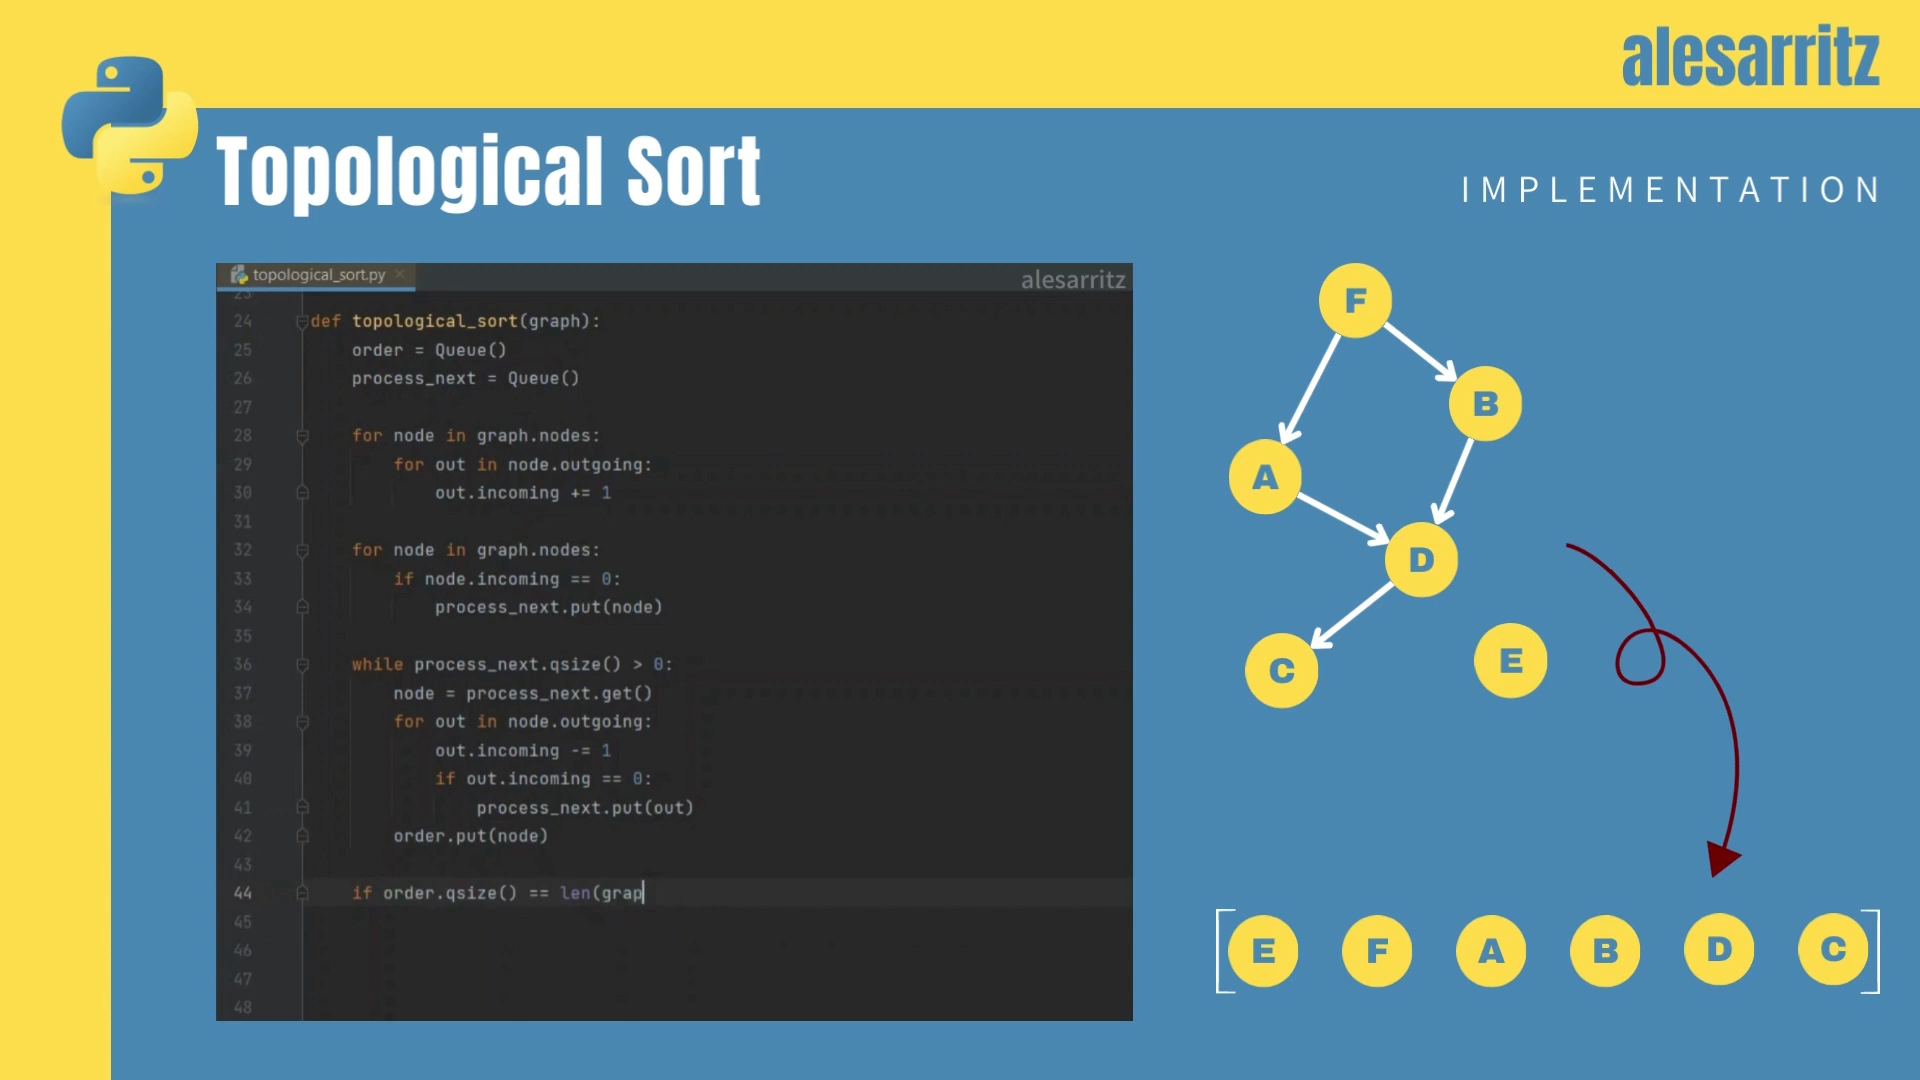 alesarritz
Topological Sort
IMPLEMENTATION
topological_sort.py
alesarritz
23
24 def topological_sort(graph):
25 order = Queue()
26 process_next = Queue()
27
28 for node in graph.nodes:
29 for out in node.outgoing:
30 out.incoming += 1
31
32 for node in graph.nodes:
33 if node.incoming == 0:
34 process_next.put(node)
35
36 while process_next.qsize() > 0:
37 node = process_next.get()
38 for out in node.outgoing:
39 out.incoming -= 1
40 if out.incoming == 0:
41 process_next.put(out)
42 order.put(node)
43
44 if order.qsize() == len(grap
45
46
47
48
F
B
A
D
C
E
E F A B D C